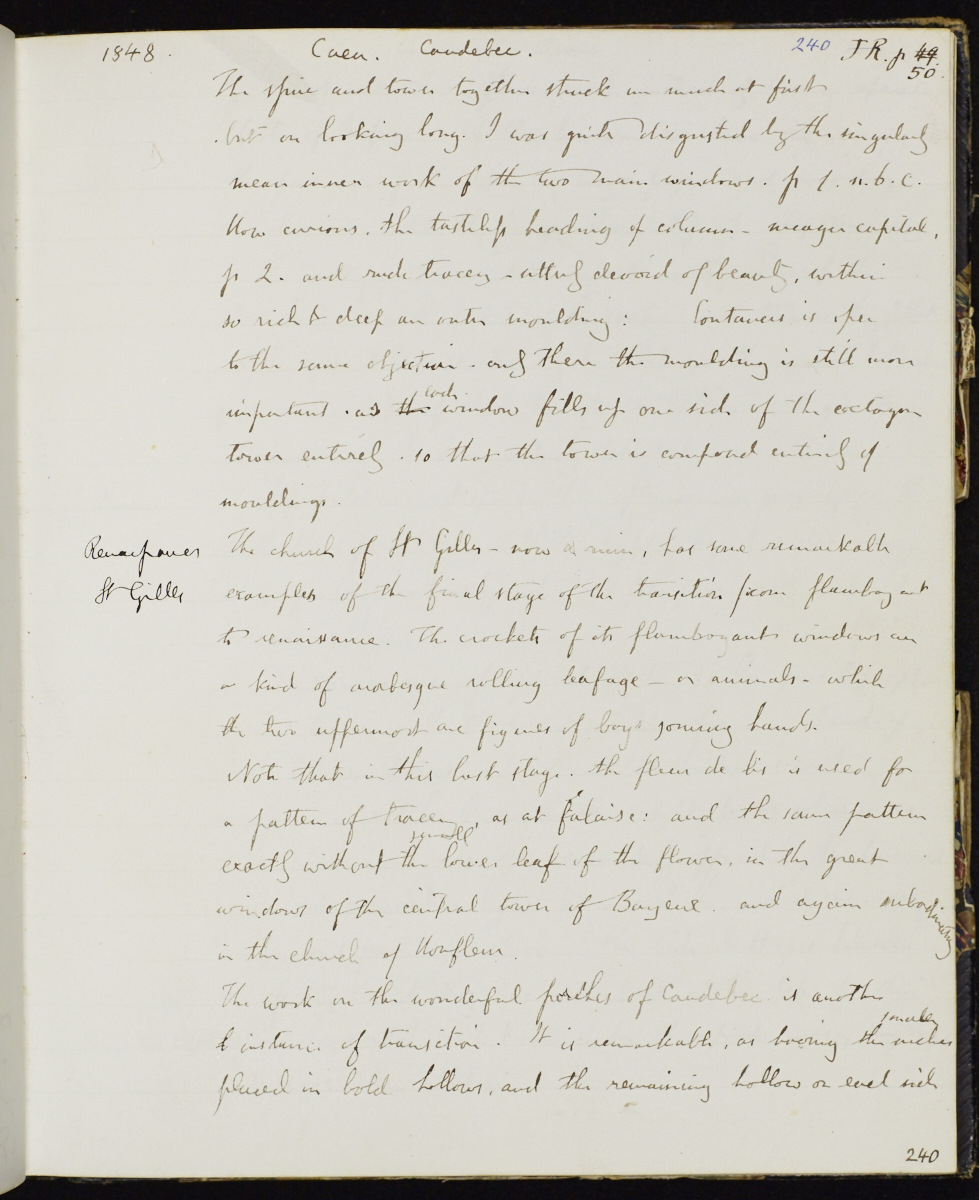 1848. Caen. Caudebec. 240 J R. p 49.
50.
The spire and tower together struck me much at first
but on looking long. I was quite disgusted by the singularly
mean inner work of the two main windows. p 1. n. b. c.
How curious. the tasteless heading of column - meagre capital,
p 2. and rude tracery - utterly devoid of beauty, within
so rich & deep an outer moulding: Coutances is open
to the same objection - only there the moulding is still more
important. as the each window fills up one side of the octagon
tower entirely. so that the tower is composed entirely of
mouldings.
Renaissance The church of St Gilles - now a ruin, has some remarkable
St Gilles examples of the final stage of the transition from flamboyant
to renaissance. The crockets of its flamboyant windows are
a kind of arabesque rolling leafage - or animals - which
the two uppermost are figures of boys joining hands.
Note that in this last stage. the fleur de lis is used for
a pattern of tracery, as at Falaise: and the same pattern
exactly without the small lower leaf of the flower, in the great
windows of the central tower of Bayeux. and again subordinately
in the church of Honfleur.
The work on the wonderful porches of Caudebec is another
instance of transition. It is remarkable, as having the smaller niches
placed in bold hollows, and the remaining hollow on each side
240